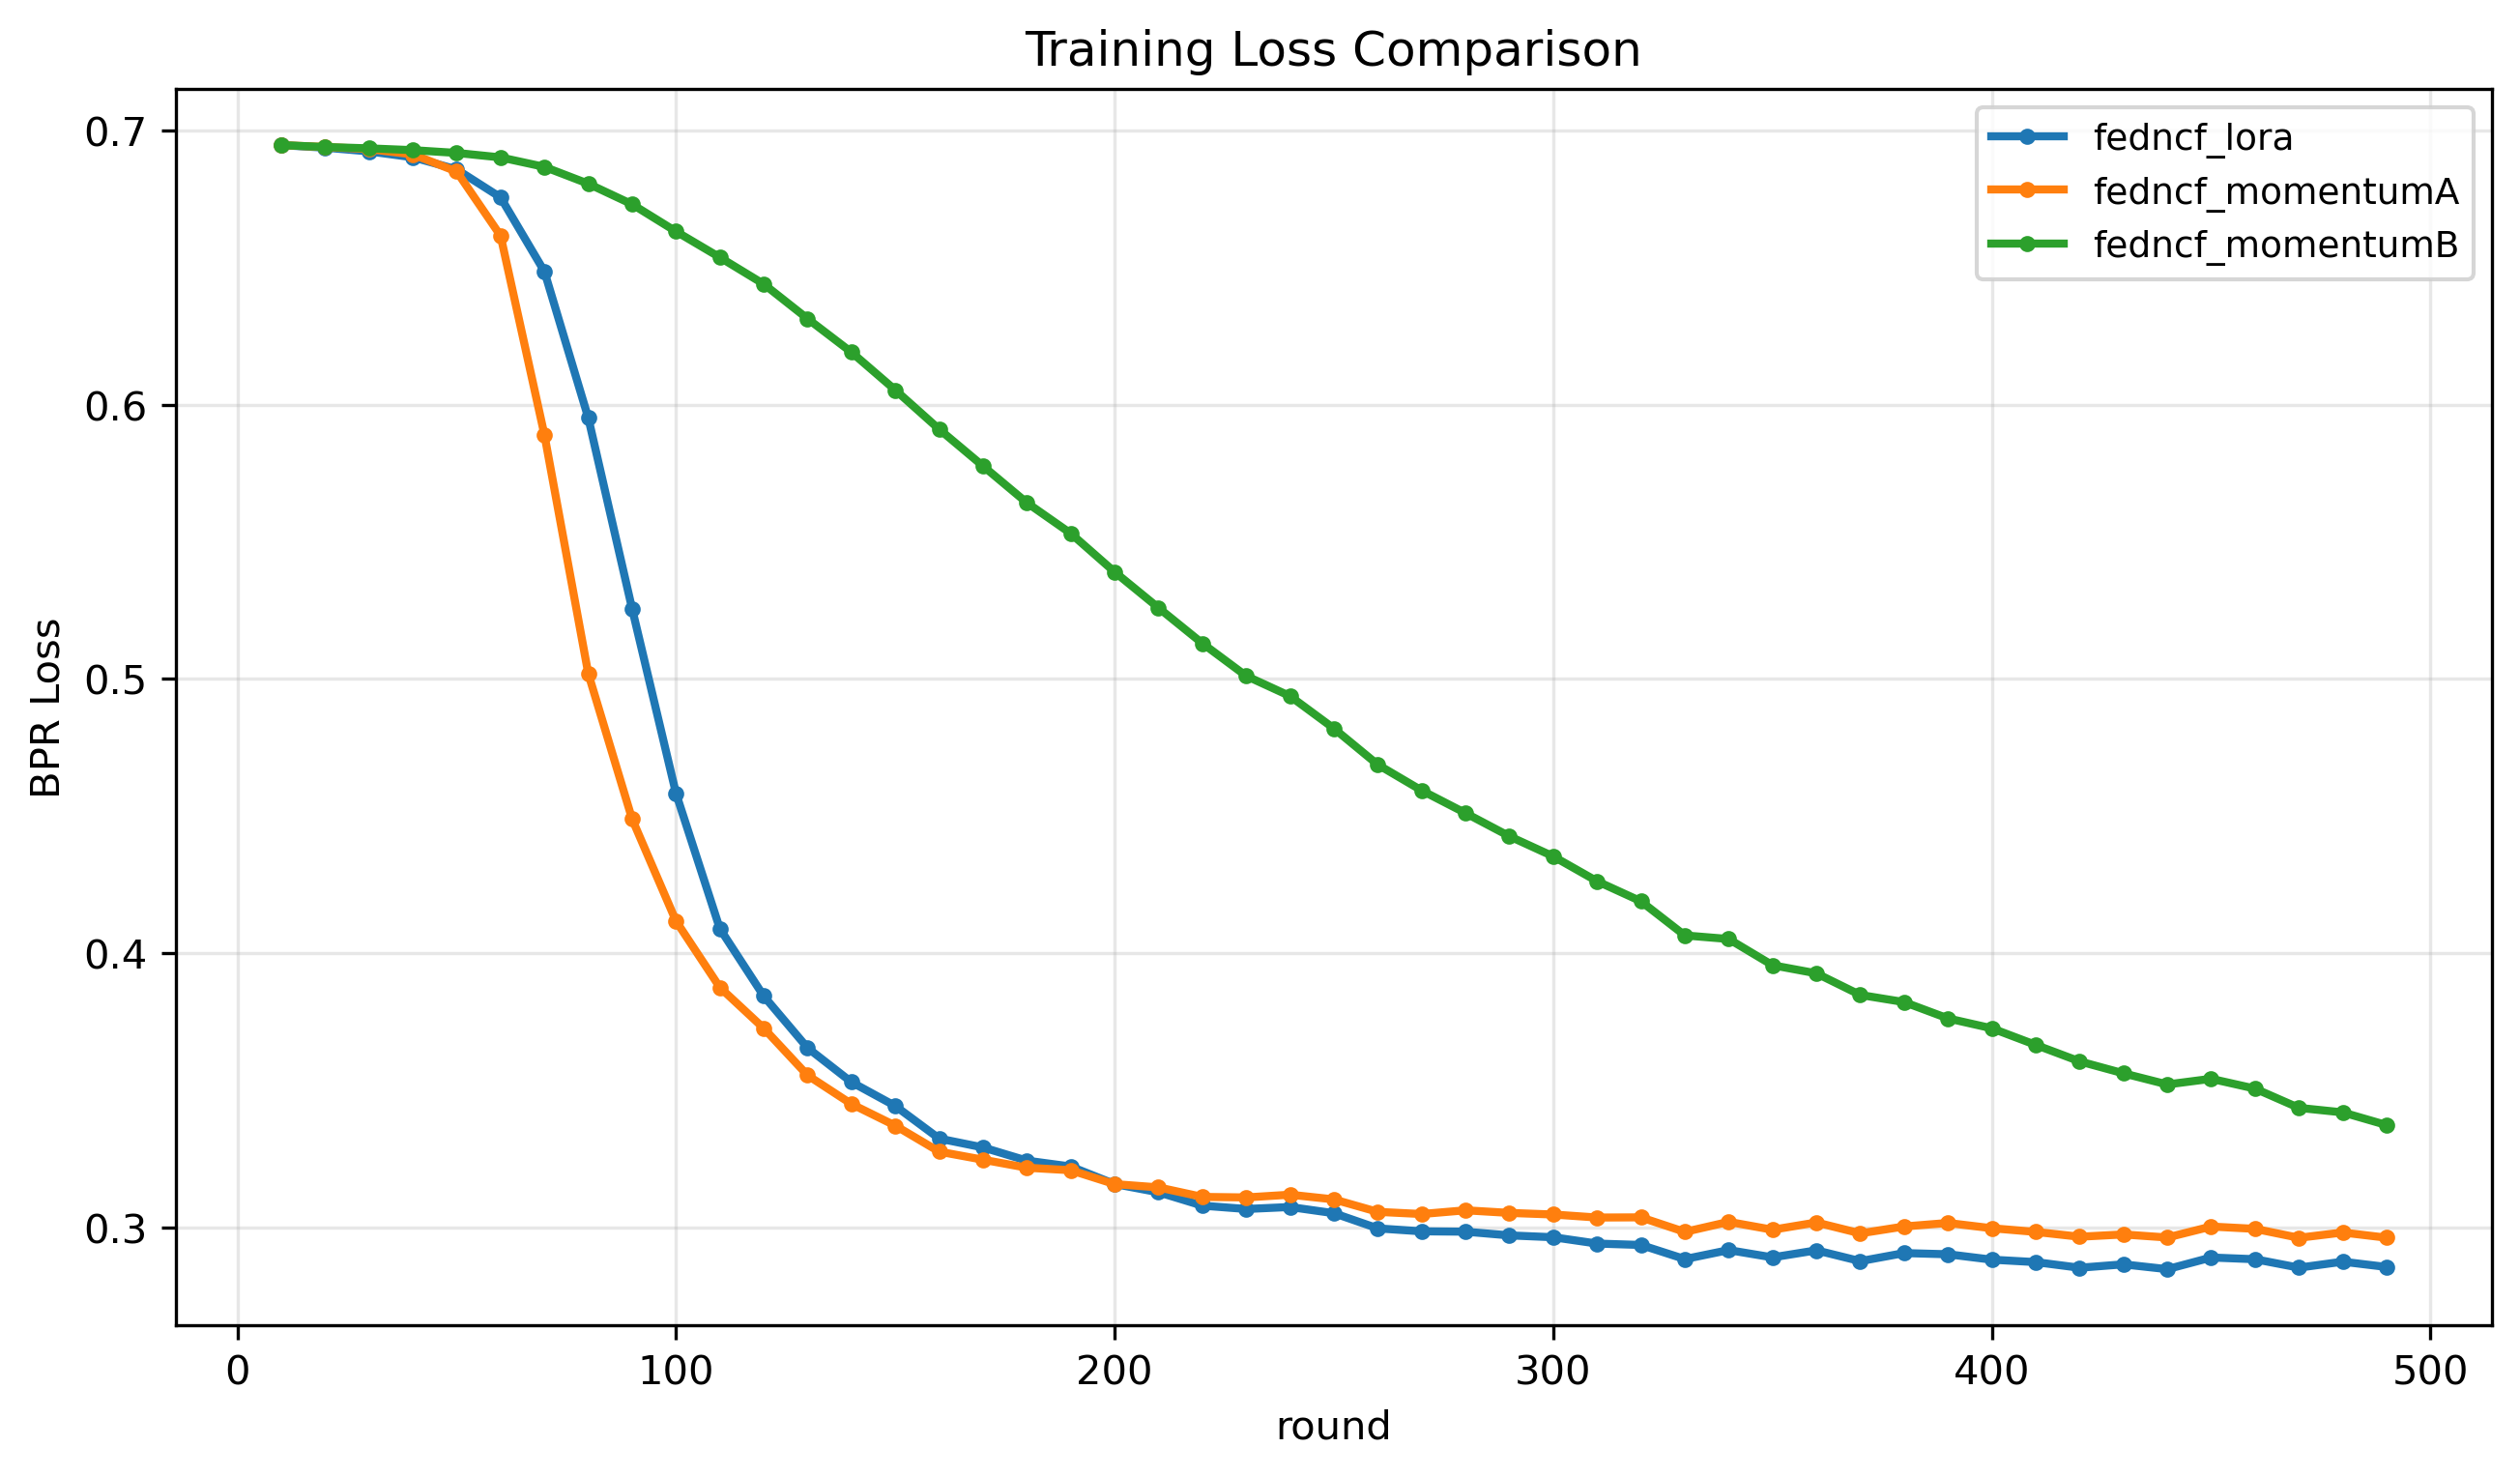 Training Loss Comparison
fedncf_lora
fedncf_momentumA
fedncf_momentumB
BPR Loss
0.7
0.6
0.5
0.4
0.3
0 100 200 300 400 500
round